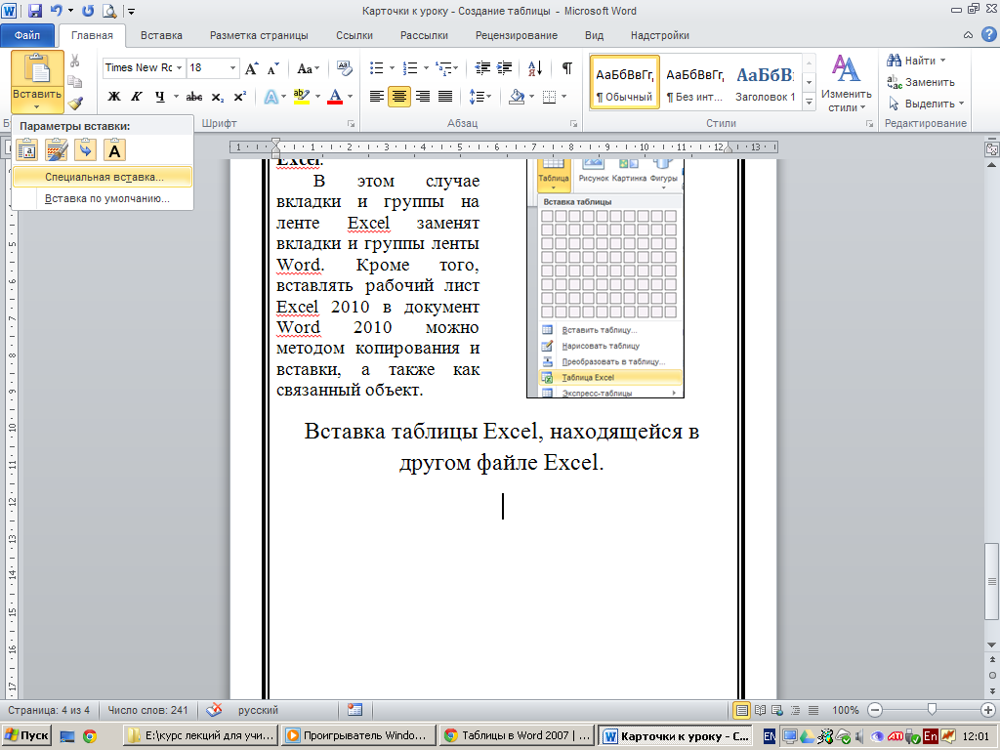 Карточки к уроку - Создание таблицы - Microsoft Word
Файл Главная Вставка Разметка страницы Ссылки Рассылки Рецензирование Вид Надстройки
Вставить
Times New Rc 18
Ж К Ч abc x₂ x²
АаБбВвГг, АаБбВвГг, АаБбВ
¶ Обычный ¶ Без инт... Заголовок 1
Изменить стили
Найти
Заменить
Выделить
Шрифт Абзац Стили Редактирование
Параметры вставки:
Специальная вставка...
Вставка по умолчанию...
Excel.
В этом случае
вкладки и группы на
ленте Excel заменят
вкладки и группы ленты
Word. Кроме того,
вставлять рабочий лист
Excel 2010 в документ
Word 2010 можно
методом копирования и
вставки, а также как
связанный объект.
Таблица Рисунок Картинка Фигуры
Вставка таблицы
Вставить таблицу...
Нарисовать таблицу
Преобразовать в таблицу...
Таблица Excel
Экспресс-таблицы
Вставка таблицы Excel, находящейся в
другом файле Excel.
Страница: 4 из 4 Число слов: 241 русский 100%
Пуск E:\курс лекций для учи... Проигрыватель Windo... Таблицы в Word 2007 | ... Карточки к уроку - С... EN En 12:01